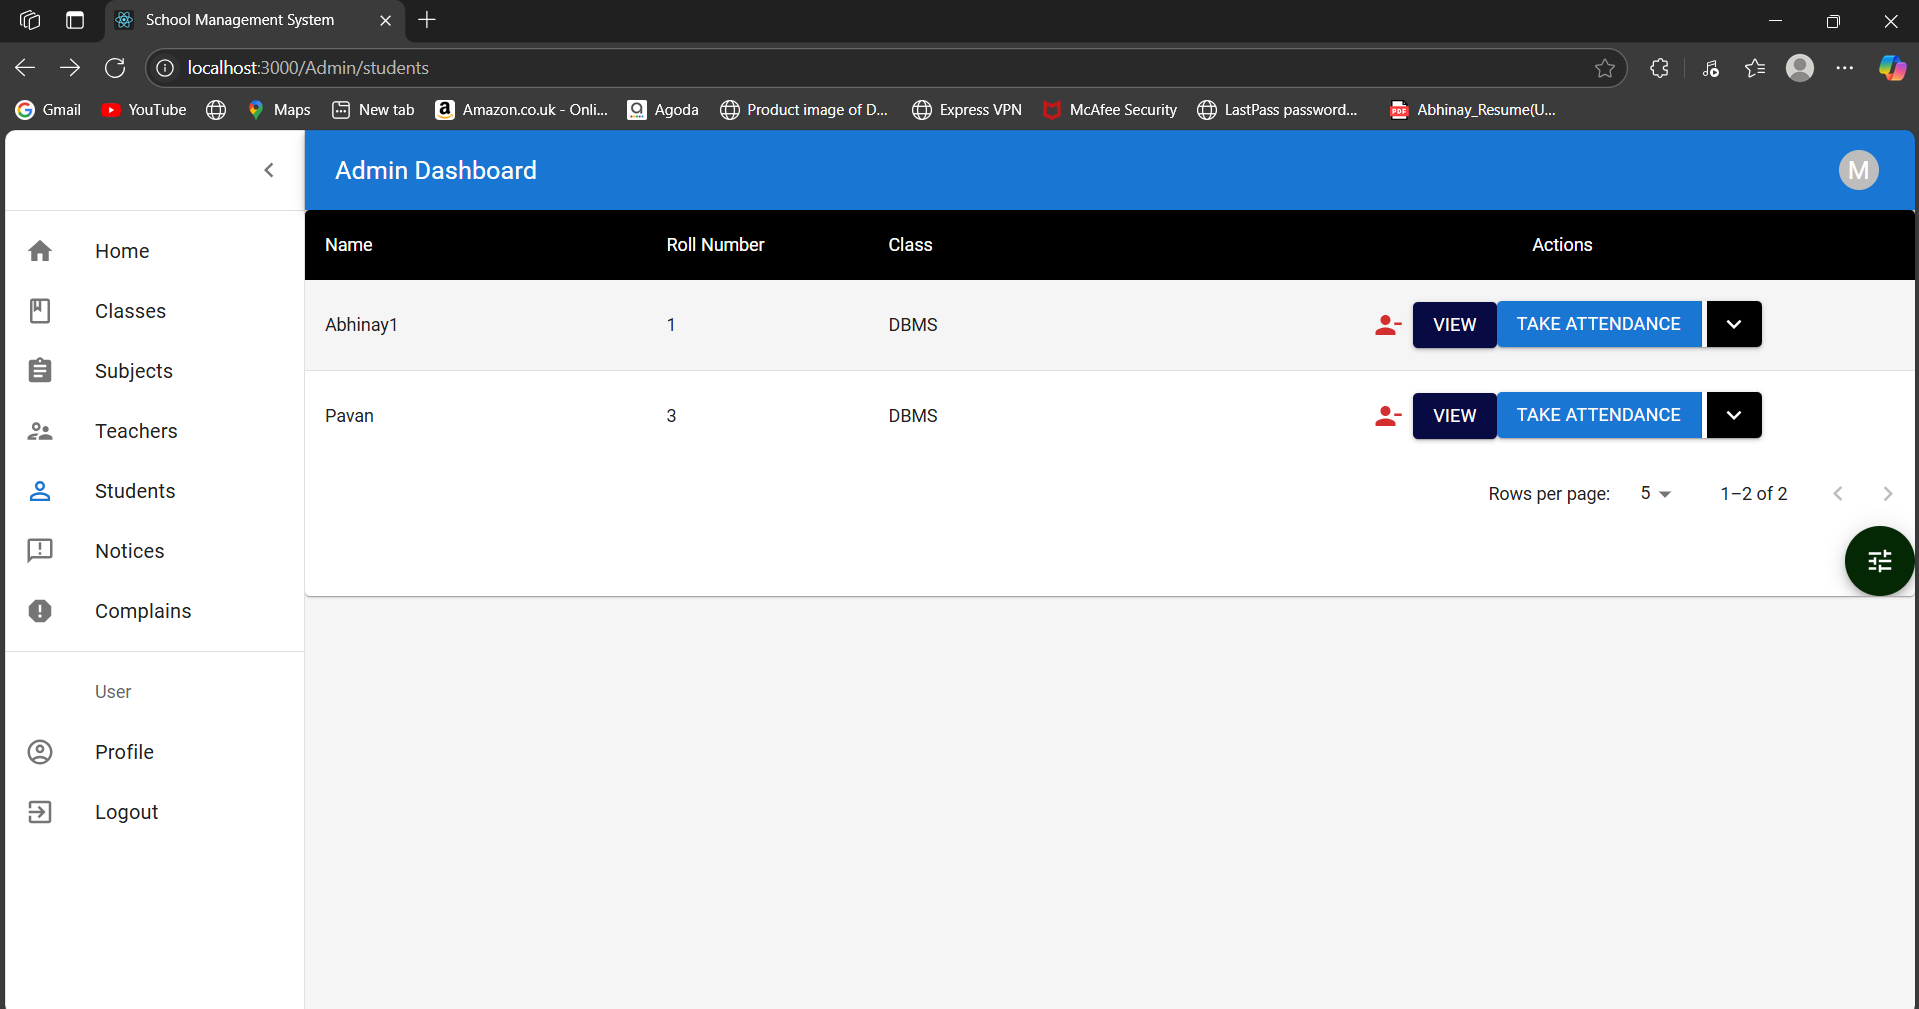 School Management System
localhost:3000/Admin/students
Gmail YouTube Maps New tab Amazon.co.uk - Onli... Agoda Product image of D... Express VPN McAfee Security LastPass password... Abhinay_Resume(U...
Admin Dashboard M
Name Roll Number Class Actions
Home
Classes
Subjects
Teachers
Students
Notices
Complains
User
Profile
Logout
Abhinay1 1 DBMS VIEW TAKE ATTENDANCE
Pavan 3 DBMS VIEW TAKE ATTENDANCE
Rows per page: 5 1–2 of 2